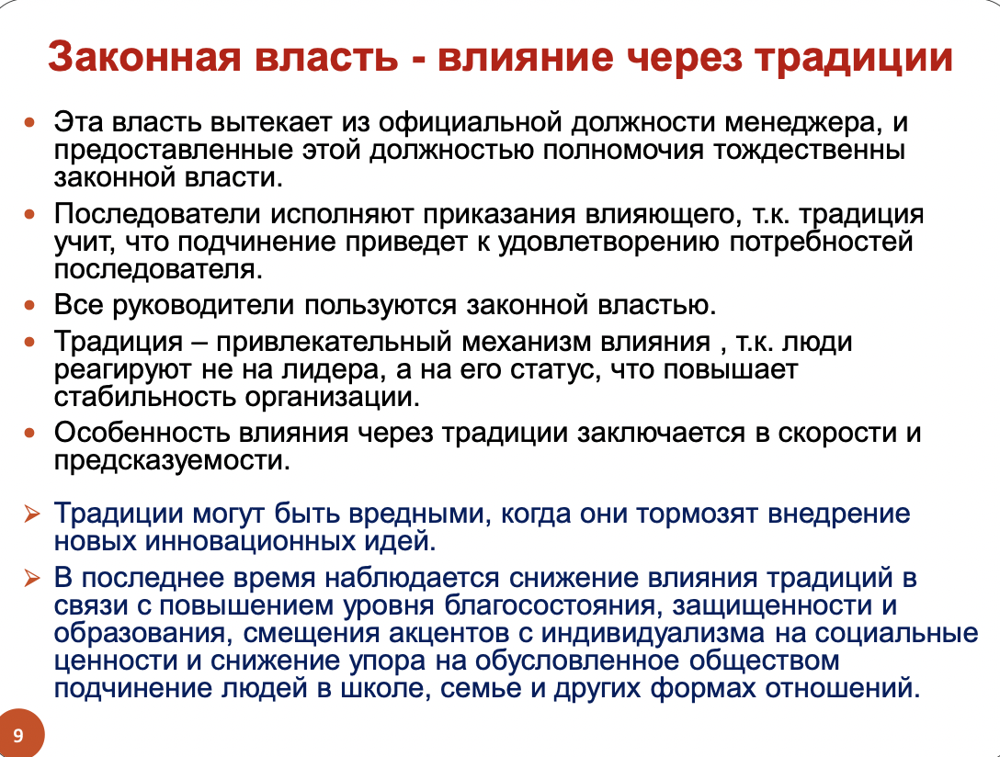 Законная власть - влияние через традиции
• Эта власть вытекает из официальной должности менеджера, и
предоставленные этой должностью полномочия тождественны
законной власти.
• Последователи исполняют приказания влияющего, т.к. традиция
учит, что подчинение приведет к удовлетворению потребностей
последователя.
• Все руководители пользуются законной властью.
• Традиция – привлекательный механизм влияния , т.к. люди
реагируют не на лидера, а на его статус, что повышает
стабильность организации.
• Особенность влияния через традиции заключается в скорости и
предсказуемости.
➢ Традиции могут быть вредными, когда они тормозят внедрение
новых инновационных идей.
➢ В последнее время наблюдается снижение влияния традиций в
связи с повышением уровня благосостояния, защищенности и
образования, смещения акцентов с индивидуализма на социальные
ценности и снижение упора на обусловленное обществом
подчинение людей в школе, семье и других формах отношений.
9